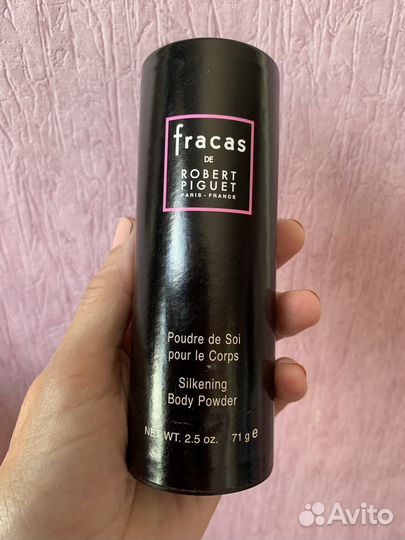 fracas
DE
ROBERT
PIGUET
PARIS - FRANCE
Poudre de Soi
pour le Corps
Silkening
Body Powder
NET WT. 2.5 oz. 71 g e
Avito